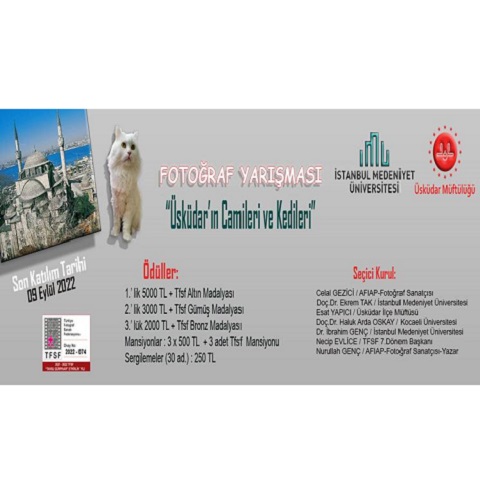 FOTOĞRAF YARIŞMASI
"Üsküdar'ın Camileri ve Kedileri"
İSTANBUL MEDENİYET
ÜNİVERSİTESİ
Üsküdar Müftülüğü
Son Katılım Tarihi
09 Eylül 2022
Ödüller:
1.' lik 5000 TL + Tfsf Altın Madalyası
2.' lik 3000 TL + Tfsf Gümüş Madalyası
3.' lük 2000 TL + Tfsf Bronz Madalyası
Mansiyonlar : 3 x 500 TL + 3 adet Tfsf Mansiyonu
Sergilemeler (30 ad.) : 250 TL
Seçici Kurul:
Celal GEZİCİ / AFIAP-Fotoğraf Sanatçısı
Doç.Dr. Ekrem TAK / İstanbul Medeniyet Üniversitesi
Esat YAPICI / Üsküdar İlçe Müftüsü
Doç.Dr. Haluk Arda OSKAY / Kocaeli Üniversitesi
Dr. İbrahim GENÇ / İstanbul Medeniyet Üniversitesi
Necip EVLİCE / TFSF 7.Dönem Başkanı
Nurullah GENÇ / AFIAP-Fotoğraf Sanatçısı-Yazar
TFSF